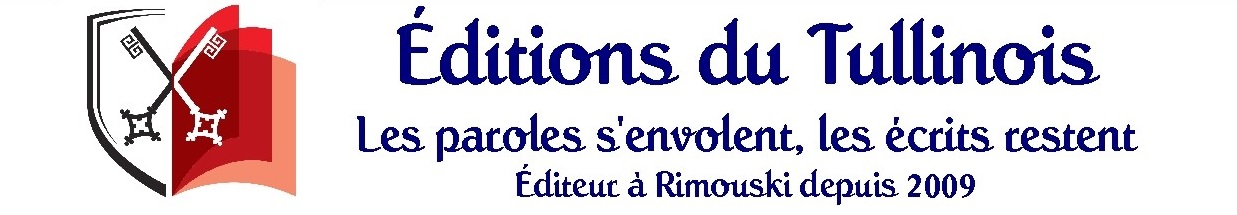 Éditions du Tullinois
Les paroles s'envolent, les écrits restent
Éditeur à Rimouski depuis 2009